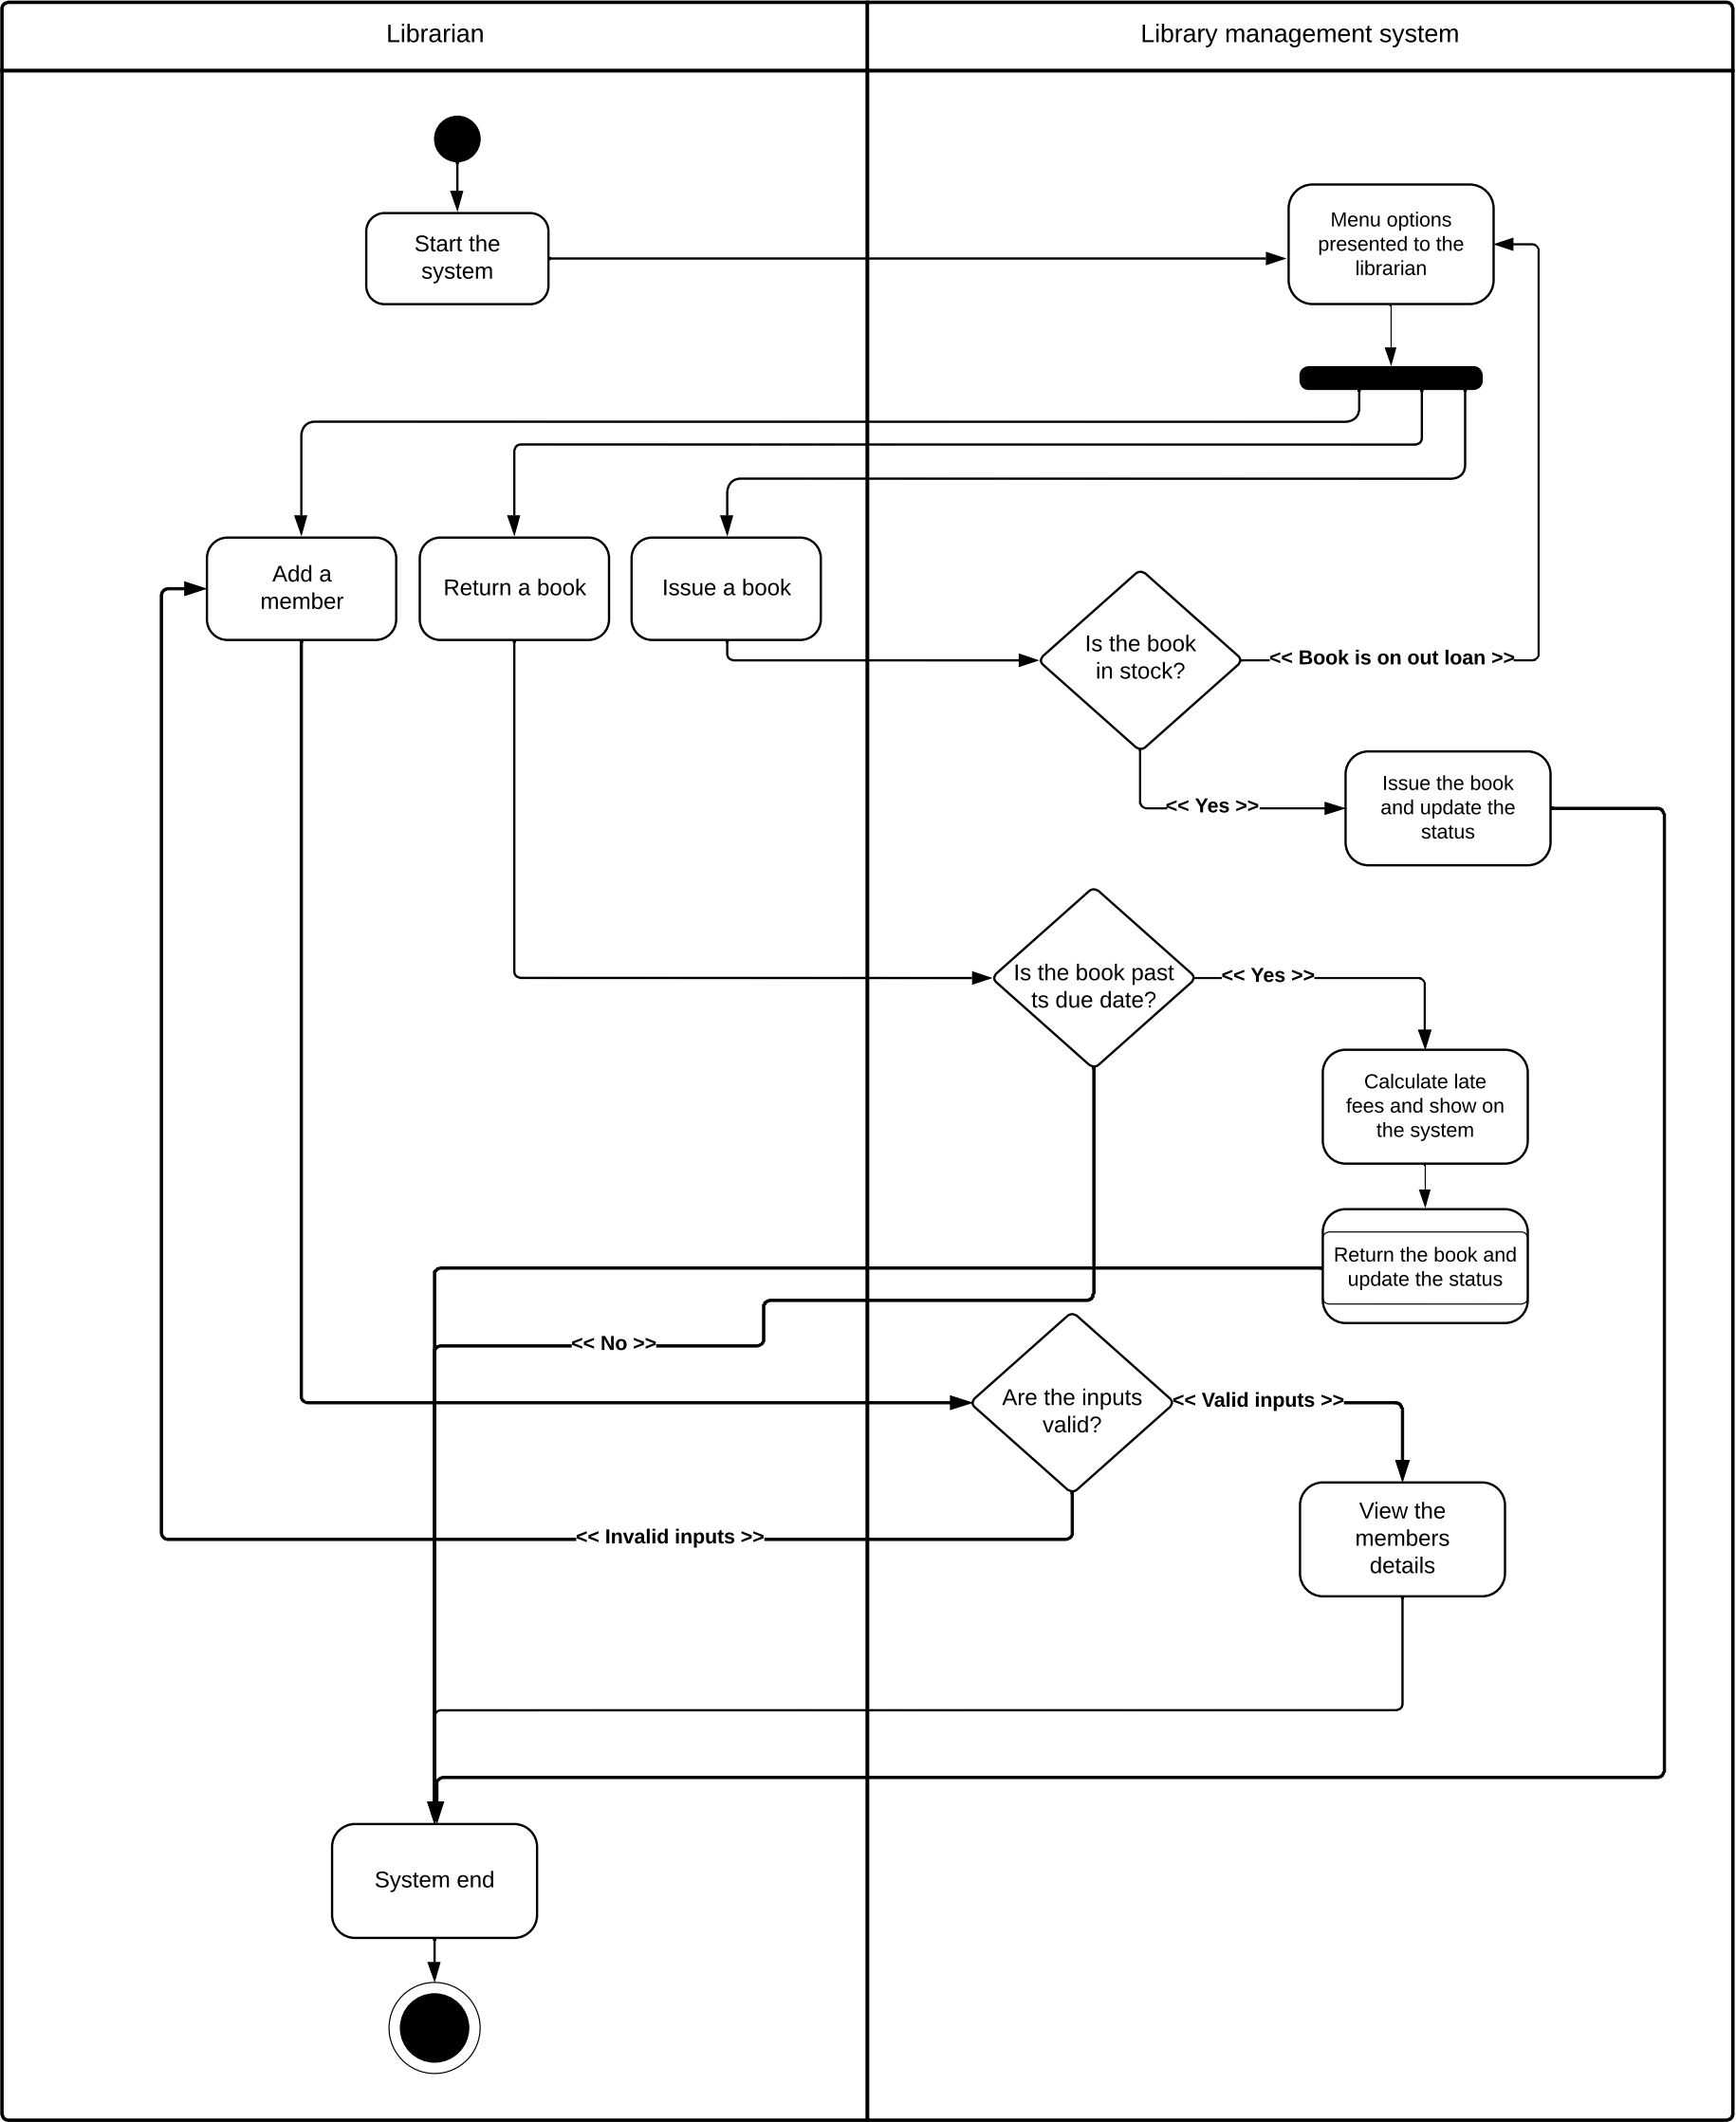 Librarian
Library management system
Start the
system
Menu options
presented to the
librarian
Add a
member
Return a book
Issue a book
Is the book
in stock?
<< Book is on out loan >>
<< Yes >>
Issue the book
and update the
status
Is the book past
ts due date?
<< Yes >>
Calculate late
fees and show on
the system
Return the book and
update the status
<< No >>
Are the inputs
valid?
<< Valid inputs >>
<< Invalid inputs >>
View the
members
details
System end